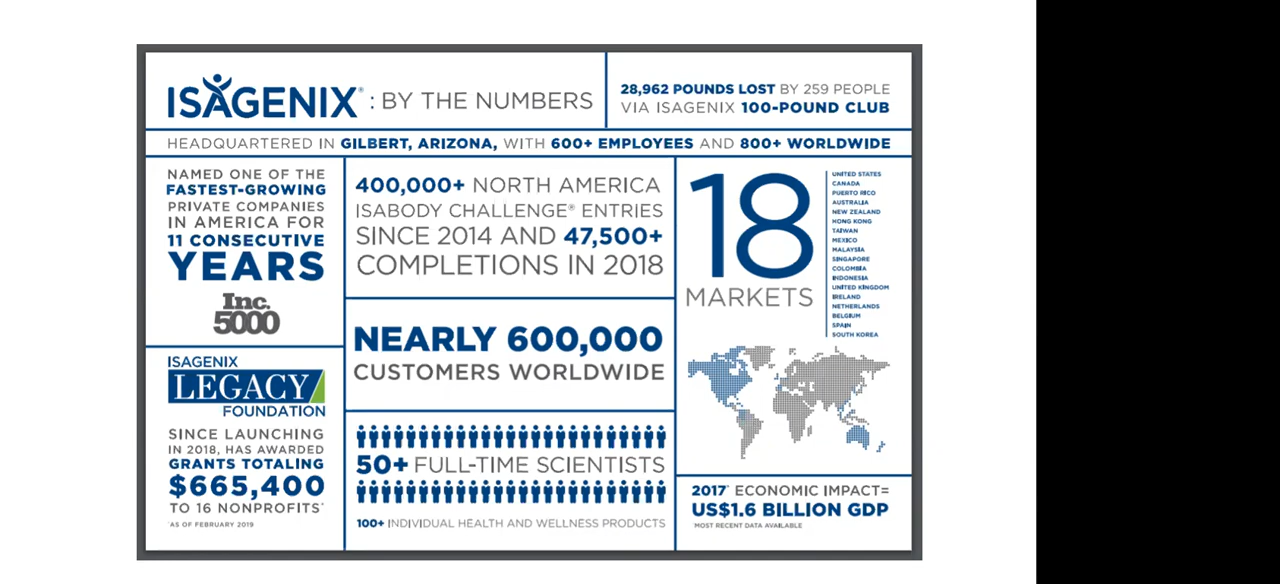 ISAGENIX® : BY THE NUMBERS
28,962 POUNDS LOST BY 259 PEOPLE
VIA ISAGENIX 100-POUND CLUB
HEADQUARTERED IN GILBERT, ARIZONA, WITH 600+ EMPLOYEES AND 800+ WORLDWIDE
NAMED ONE OF THE
FASTEST-GROWING
PRIVATE COMPANIES
IN AMERICA FOR
11 CONSECUTIVE
YEARS
Inc.
5000
ISAGENIX
LEGACY
FOUNDATION
SINCE LAUNCHING
IN 2018, HAS AWARDED
GRANTS TOTALING
$665,400
TO 16 NONPROFITS*
*AS OF FEBRUARY 2019
400,000+ NORTH AMERICA
ISABODY CHALLENGE® ENTRIES
SINCE 2014 AND 47,500+
COMPLETIONS IN 2018
NEARLY 600,000
CUSTOMERS WORLDWIDE
50+ FULL-TIME SCIENTISTS
100+ INDIVIDUAL HEALTH AND WELLNESS PRODUCTS
18
MARKETS
UNITED STATES
CANADA
PUERTO RICO
AUSTRALIA
NEW ZEALAND
HONG KONG
TAIWAN
MEXICO
MALAYSIA
SINGAPORE
COLOMBIA
INDONESIA
UNITED KINGDOM
IRELAND
NETHERLANDS
BELGIUM
SPAIN
SOUTH KOREA
2017* ECONOMIC IMPACT=
US$1.6 BILLION GDP
*MOST RECENT DATA AVAILABLE